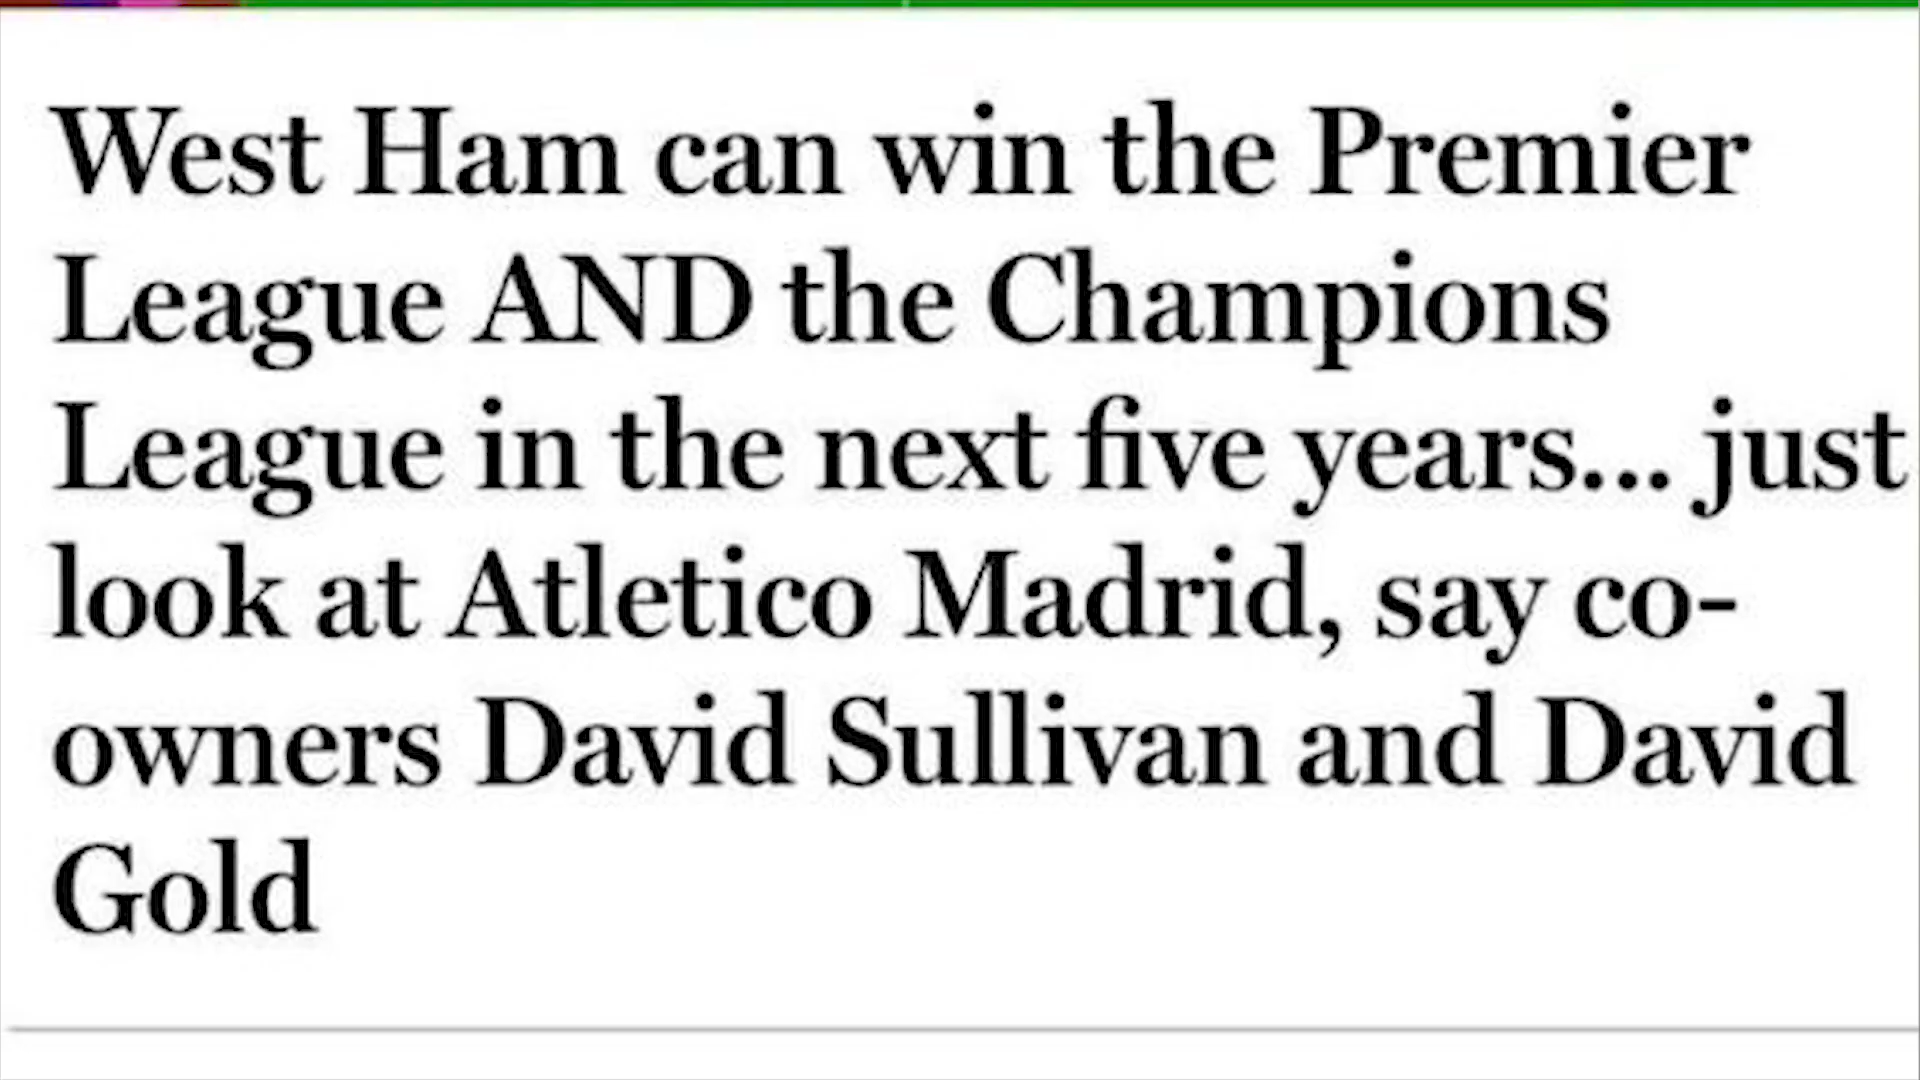 West Ham can win the Premier
League AND the Champions
League in the next five years... just
look at Atletico Madrid, say co-
owners David Sullivan and David
Gold